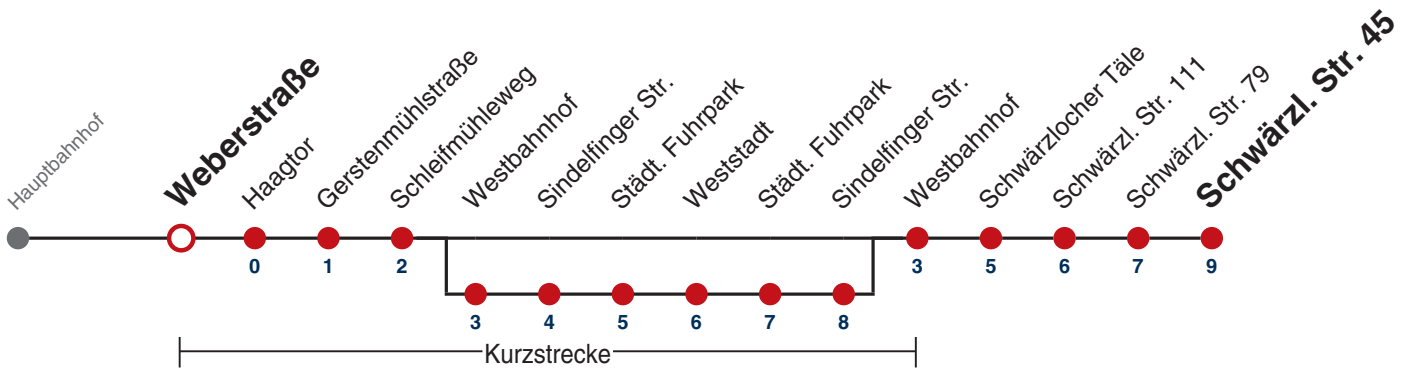 Hauptbahnhof
Weberstraße
Haagtor
Gerstenmühlstraße
Schleifmühleweg
Westbahnhof
Sindelfinger Str.
Städt. Fuhrpark
Weststadt
Städt. Fuhrpark
Sindelfinger Str.
Westbahnhof
Schwärzlocher Täle
Schwärzl. Str. 111
Schwärzl. Str. 79
Schwärzl. Str. 45
0 1 2 3 5 6 7 9
3 4 5 6 7 8
Kurzstrecke